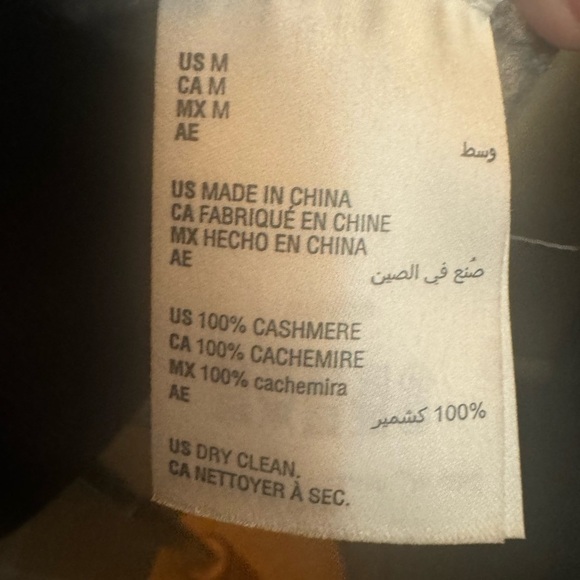 US M
CA M
MX M
AE
وسط
US MADE IN CHINA
CA FABRIQUÉ EN CHINE
MX HECHO EN CHINA
AE
صُنع في الصين
US 100% CASHMERE
CA 100% CACHEMIRE
MX 100% cachemira
AE
100% كشمير
US DRY CLEAN.
CA NETTOYER À SEC.